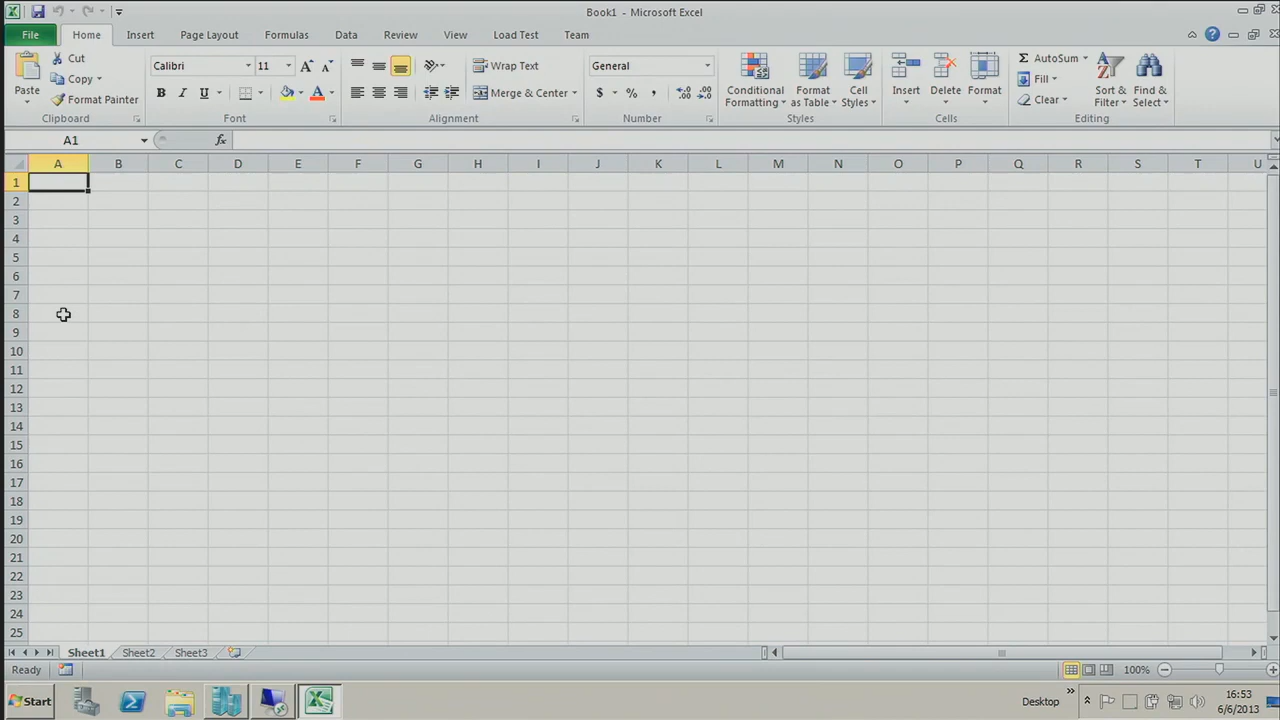 Book1 - Microsoft Excel
File Home Insert Page Layout Formulas Data Review View Load Test Team
Paste
Cut
Copy
Format Painter
Clipboard
Calibri 11
B I U A
Font
Wrap Text
Merge & Center
Alignment
General
$ % ,
Number
Conditional Formatting
Format as Table
Cell Styles
Styles
Insert
Delete
Format
Cells
Σ AutoSum
Fill
Clear
Sort & Filter
Find & Select
Editing
A1 fx
A B C D E F G H I J K L M N O P Q R S T U
1
2
3
4
5
6
7
8
9
10
11
12
13
14
15
16
17
18
19
20
21
22
23
24
25
Sheet1 Sheet2 Sheet3
Ready 100%
Start Desktop » 16:53
6/6/2013